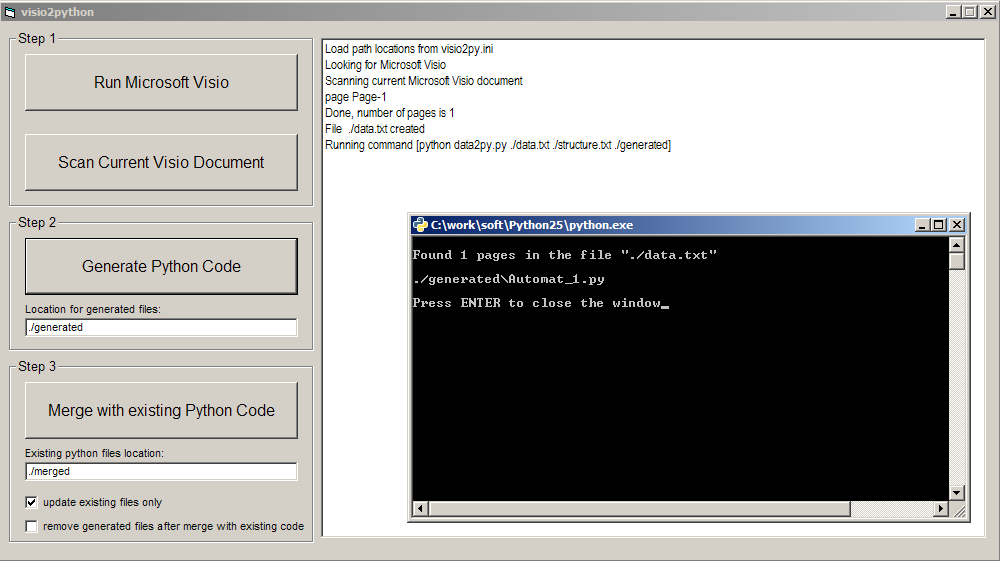 visio2python
Step 1
Run Microsoft Visio
Scan Current Visio Document
Step 2
Generate Python Code
Location for generated files:
./generated
Step 3
Merge with existing Python Code
Existing python files location:
./merged
update existing files only
remove generated files after merge with existing code
Load path locations from visio2py.ini
Looking for Microsoft Visio
Scanning current Microsoft Visio document
page Page-1
Done, number of pages is 1
File ./data.txt created
Running command [python data2py.py ./data.txt ./structure.txt ./generated]
C:\work\soft\Python25\python.exe
Found 1 pages in the file "./data.txt"
./generated\Automat_1.py
Press ENTER to close the window_